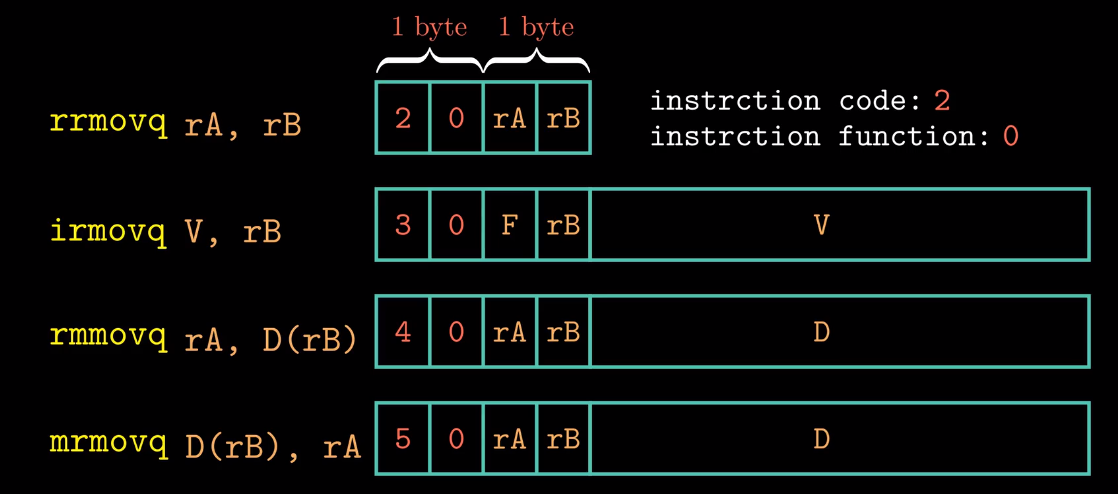 1 byte 1 byte
rrmovq rA, rB 2 0 rA rB
instrction code: 2
instrction function: 0
irmovq V, rB 3 0 F rB V
rmmovq rA, D(rB) 4 0 rA rB D
mrmovq D(rB), rA 5 0 rA rB D